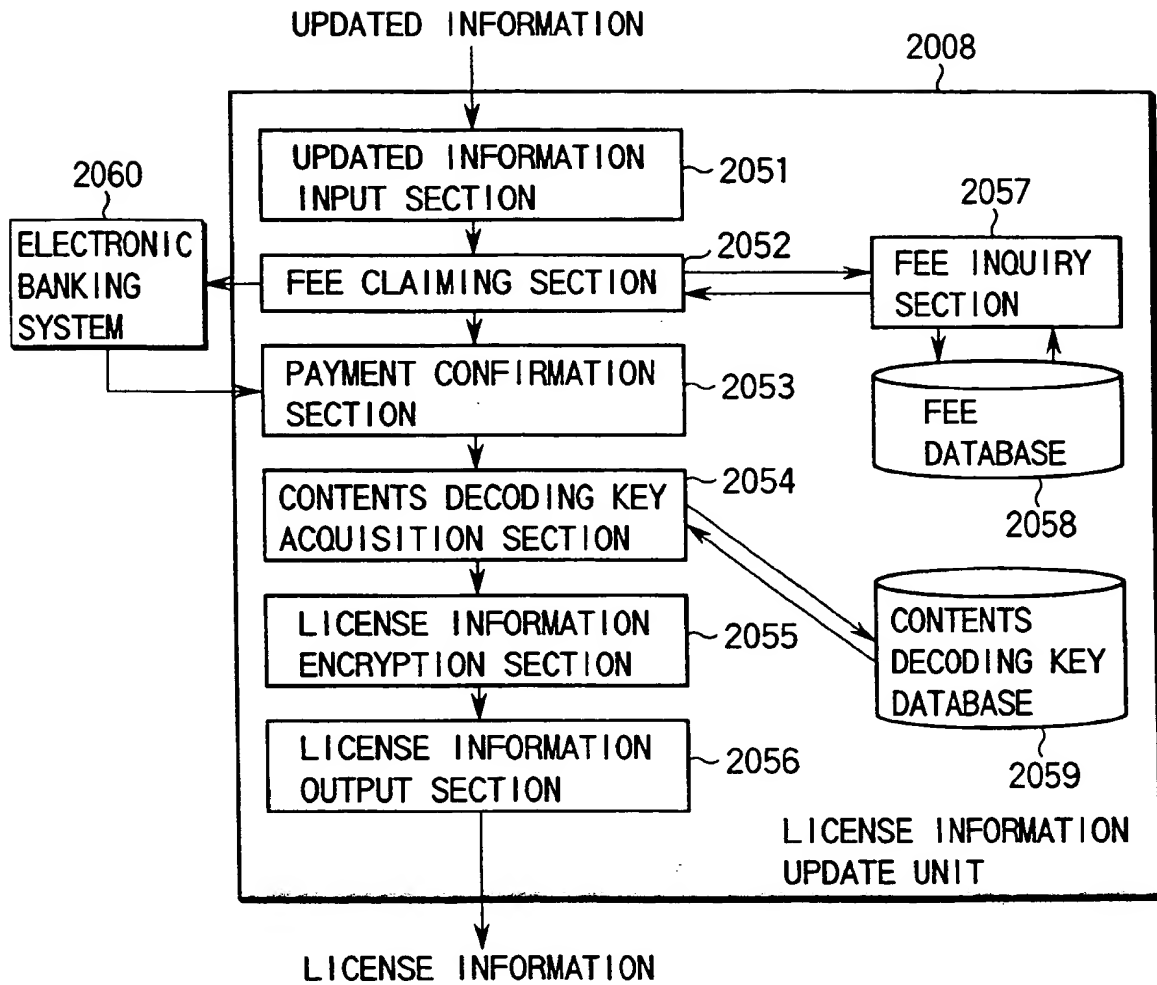 UPDATED INFORMATION
2008
UPDATED INFORMATION
INPUT SECTION
2051
2060
ELECTRONIC
BANKING
SYSTEM
2052
FEE CLAIMING SECTION
2057
FEE INQUIRY
SECTION
PAYMENT CONFIRMATION
SECTION
2053
FEE
DATABASE
2058
CONTENTS DECODING KEY
ACQUISITION SECTION
2054
LICENSE INFORMATION
ENCRYPTION SECTION
2055
CONTENTS
DECODING KEY
DATABASE
2059
LICENSE INFORMATION
OUTPUT SECTION
2056
LICENSE INFORMATION
UPDATE UNIT
LICENSE INFORMATION